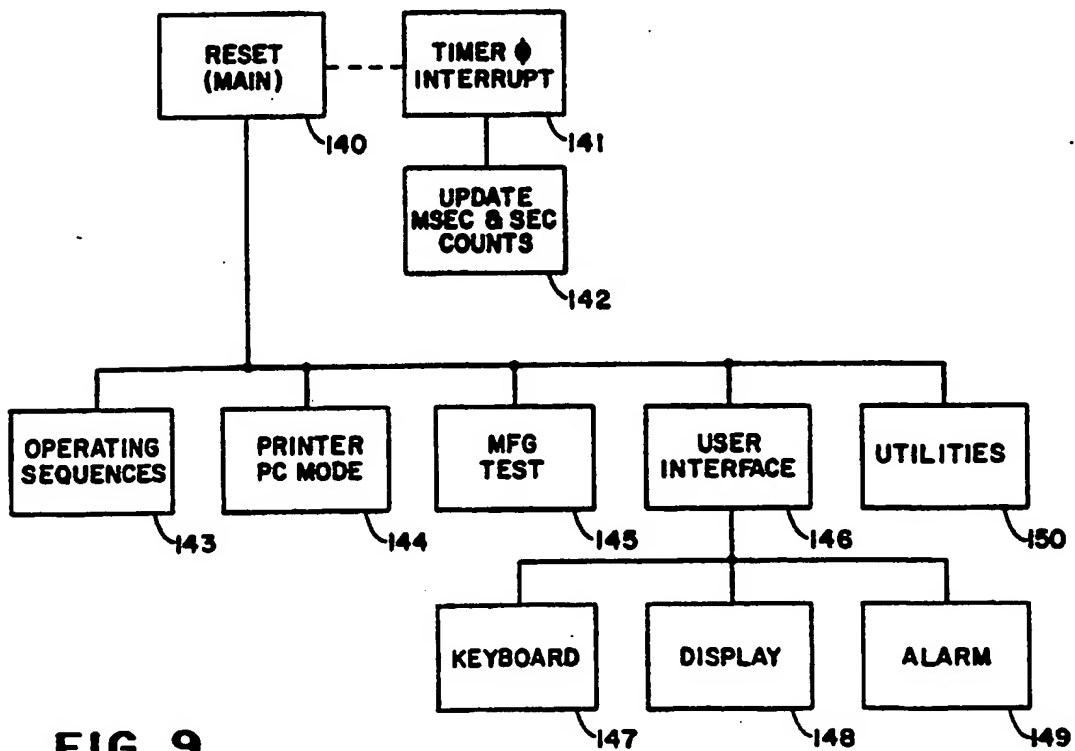 RESET
(MAIN)
140
TIMER ϕ
INTERRUPT
141
UPDATE
MSEC & SEC
COUNTS
142
OPERATING
SEQUENCES
143
PRINTER
PC MODE
144
MFG
TEST
145
USER
INTERFACE
146
UTILITIES
150
KEYBOARD
147
DISPLAY
148
ALARM
149
FIG. 9